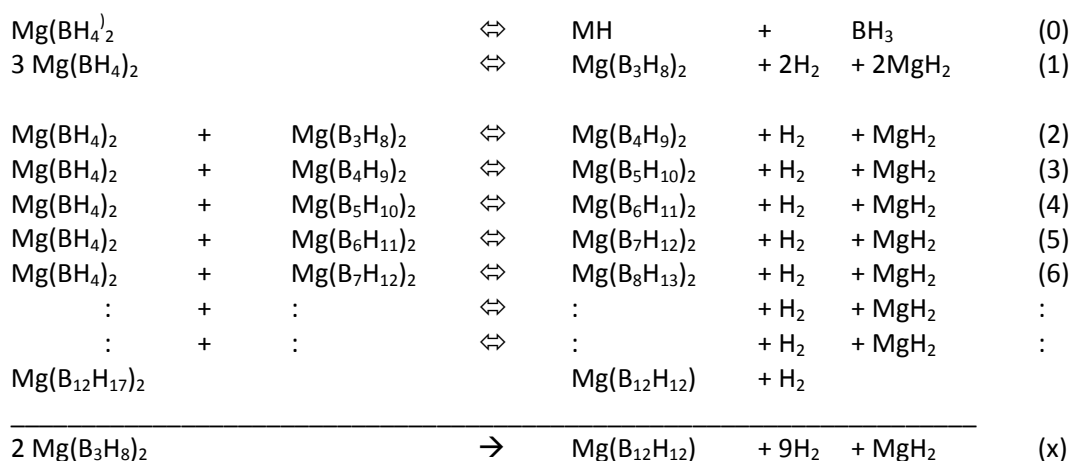 Mg(BH₄⁾₂ ⇔ MH + BH₃ (0)
3 Mg(BH₄)₂ ⇔ Mg(B₃H₈)₂ + 2H₂ + 2MgH₂ (1)
Mg(BH₄)₂ + Mg(B₃H₈)₂ ⇔ Mg(B₄H₉)₂ + H₂ + MgH₂ (2)
Mg(BH₄)₂ + Mg(B₄H₉)₂ ⇔ Mg(B₅H₁₀)₂ + H₂ + MgH₂ (3)
Mg(BH₄)₂ + Mg(B₅H₁₀)₂ ⇔ Mg(B₆H₁₁)₂ + H₂ + MgH₂ (4)
Mg(BH₄)₂ + Mg(B₆H₁₁)₂ ⇔ Mg(B₇H₁₂)₂ + H₂ + MgH₂ (5)
Mg(BH₄)₂ + Mg(B₇H₁₂)₂ ⇔ Mg(B₈H₁₃)₂ + H₂ + MgH₂ (6)
: + : ⇔ : + H₂ + MgH₂ :
: + : ⇔ : + H₂ + MgH₂ :
Mg(B₁₂H₁₇)₂ Mg(B₁₂H₁₂) + H₂
2 Mg(B₃H₈)₂ → Mg(B₁₂H₁₂) + 9H₂ + MgH₂ (x)